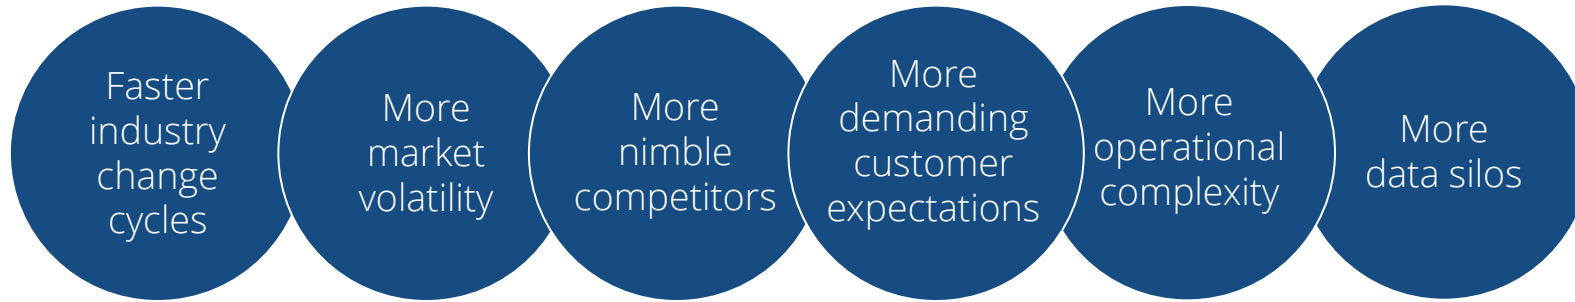 Faster
industry
change
cycles
More
market
volatility
More
nimble
competitors
More
demanding
customer
expectations
More
operational
complexity
More
data silos